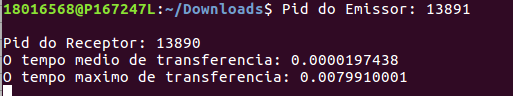 18016568@P167247L:~/Downloads$ Pid do Emissor: 13891
Pid do Receptor: 13890
O tempo medio de transferencia: 0.0000197438
O tempo maximo de transferencia: 0.0079910001